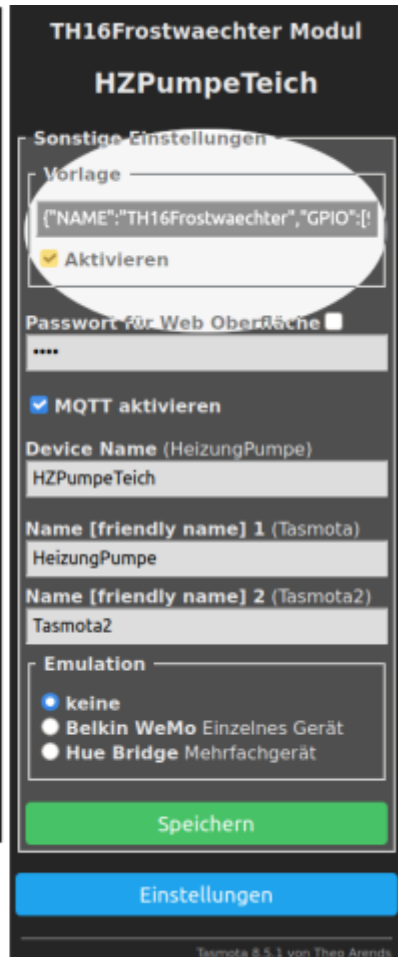 TH16Frostwaechter Modul
HZPumpeTeich
Sonstige Einstellungen
Vorlage
{"NAME":"TH16Frostwaechter","GPIO":[
Aktivieren
Passwort für Web Oberfläche
••••
MQTT aktivieren
Device Name (HeizungPumpe)
HZPumpeTeich
Name [friendly name] 1 (Tasmota)
HeizungPumpe
Name [friendly name] 2 (Tasmota2)
Tasmota2
Emulation
keine
Belkin WeMo Einzelnes Gerät
Hue Bridge Mehrfachgerät
Speichern
Einstellungen
Tasmota 8.5.1 von Theo Arends